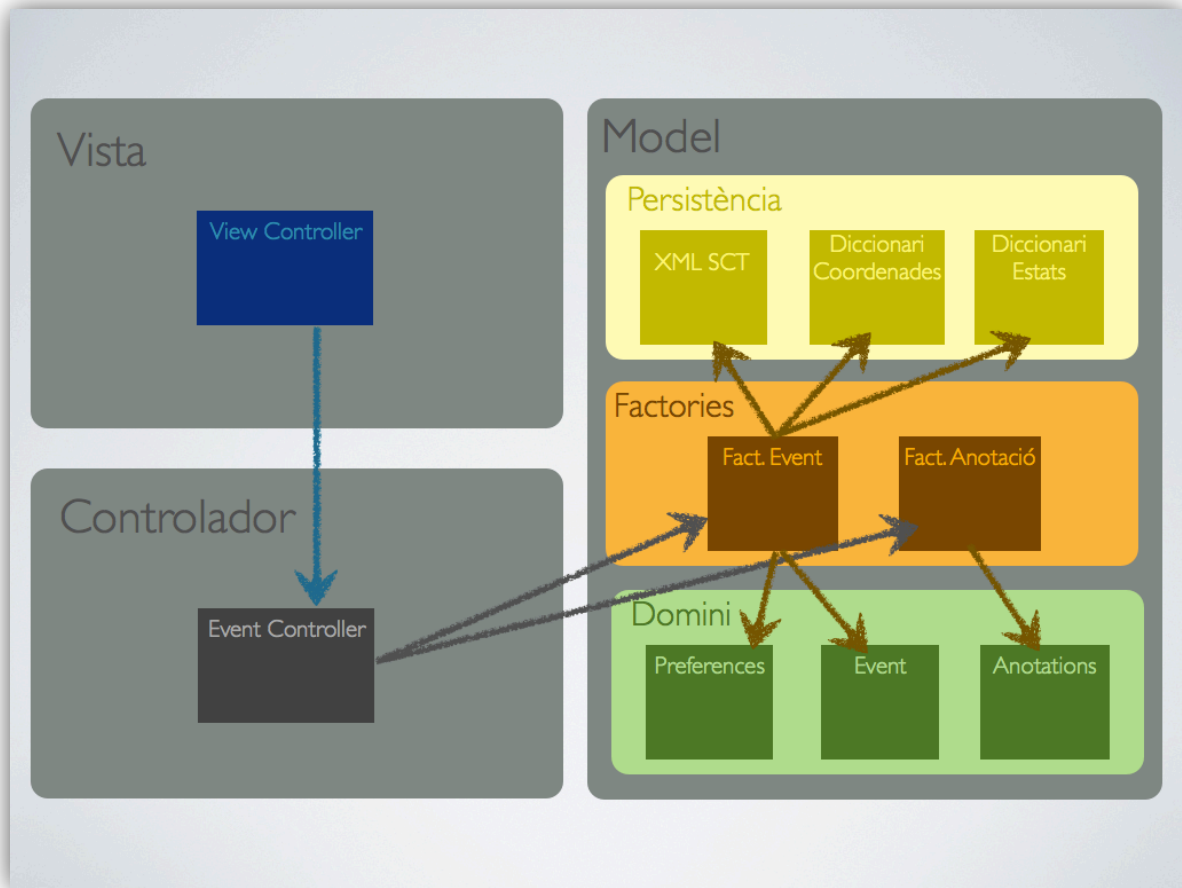 Vista
View Controller
Controlador
Event Controller
Model
Persistència
XML SCT
Diccionari
Coordenades
Diccionari
Estats
Factories
Fact. Event
Fact. Anotació
Domini
Preferences
Event
Anotations